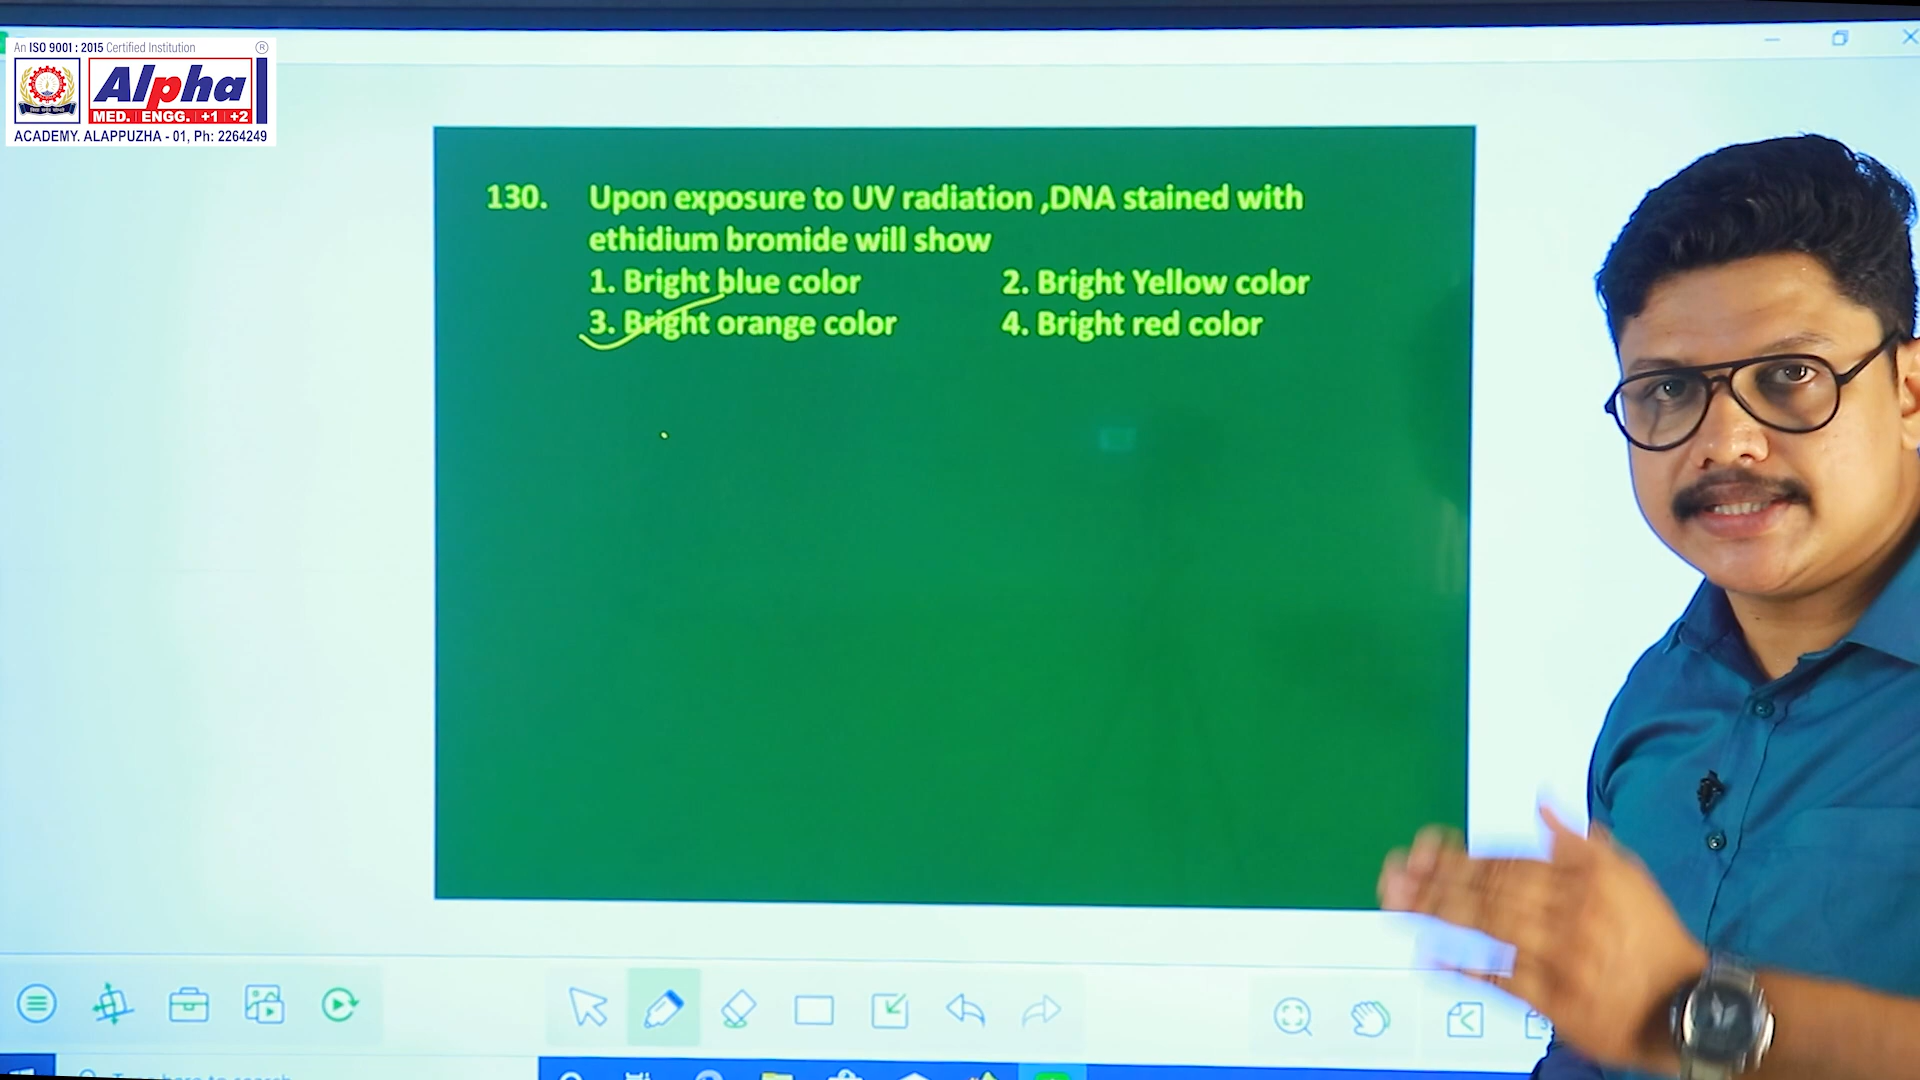 An ISO 9001 : 2015 Certified Institution ®
Alpha
MED. ENGG. +1 +2
ACADEMY. ALAPPUZHA - 01, Ph: 2264249
130. Upon exposure to UV radiation ,DNA stained with
ethidium bromide will show
1. Bright blue color 2. Bright Yellow color
3. Bright orange color 4. Bright red color